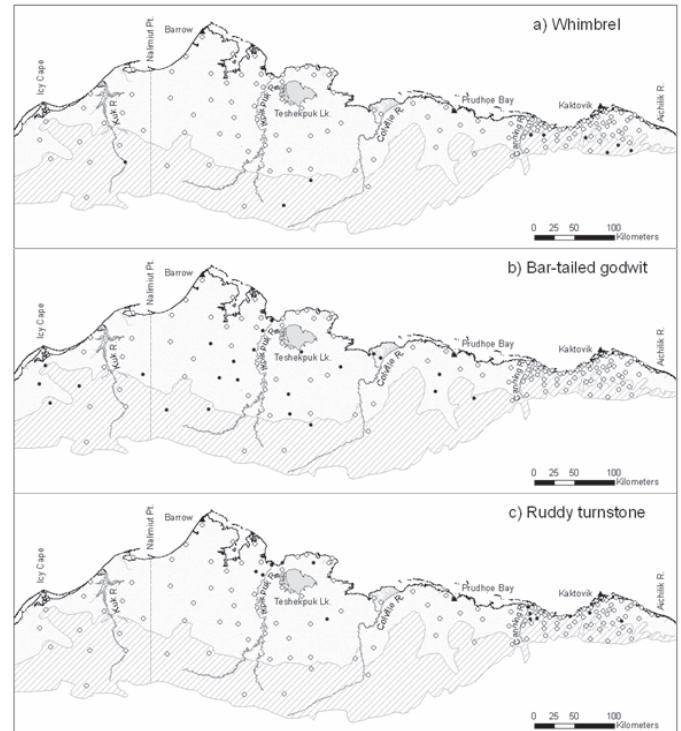 a) Whimbrel
Barrow
Nalimiut Pt.
Icy Cape
Kuk R.
Ikpikpuk R.
Teshekpuk Lk.
Colville R.
Prudhoe Bay
Canning R.
Kaktovik
Aichilik R.
0 25 50 100
Kilometers
b) Bar-tailed godwit
Barrow
Nalimiut Pt.
Icy Cape
Kuk R.
Teshekpuk Lk.
Colville R.
Prudhoe Bay
Canning R.
Kaktovik
Aichilik R.
0 25 50 100
Kilometers
c) Ruddy turnstone
Barrow
Nalimiut Pt.
Icy Cape
Kuk R.
Teshekpuk Lk.
Colville R.
Prudhoe Bay
Canning R.
Kaktovik
Aichilik R.
0 25 50 100
Kilometers